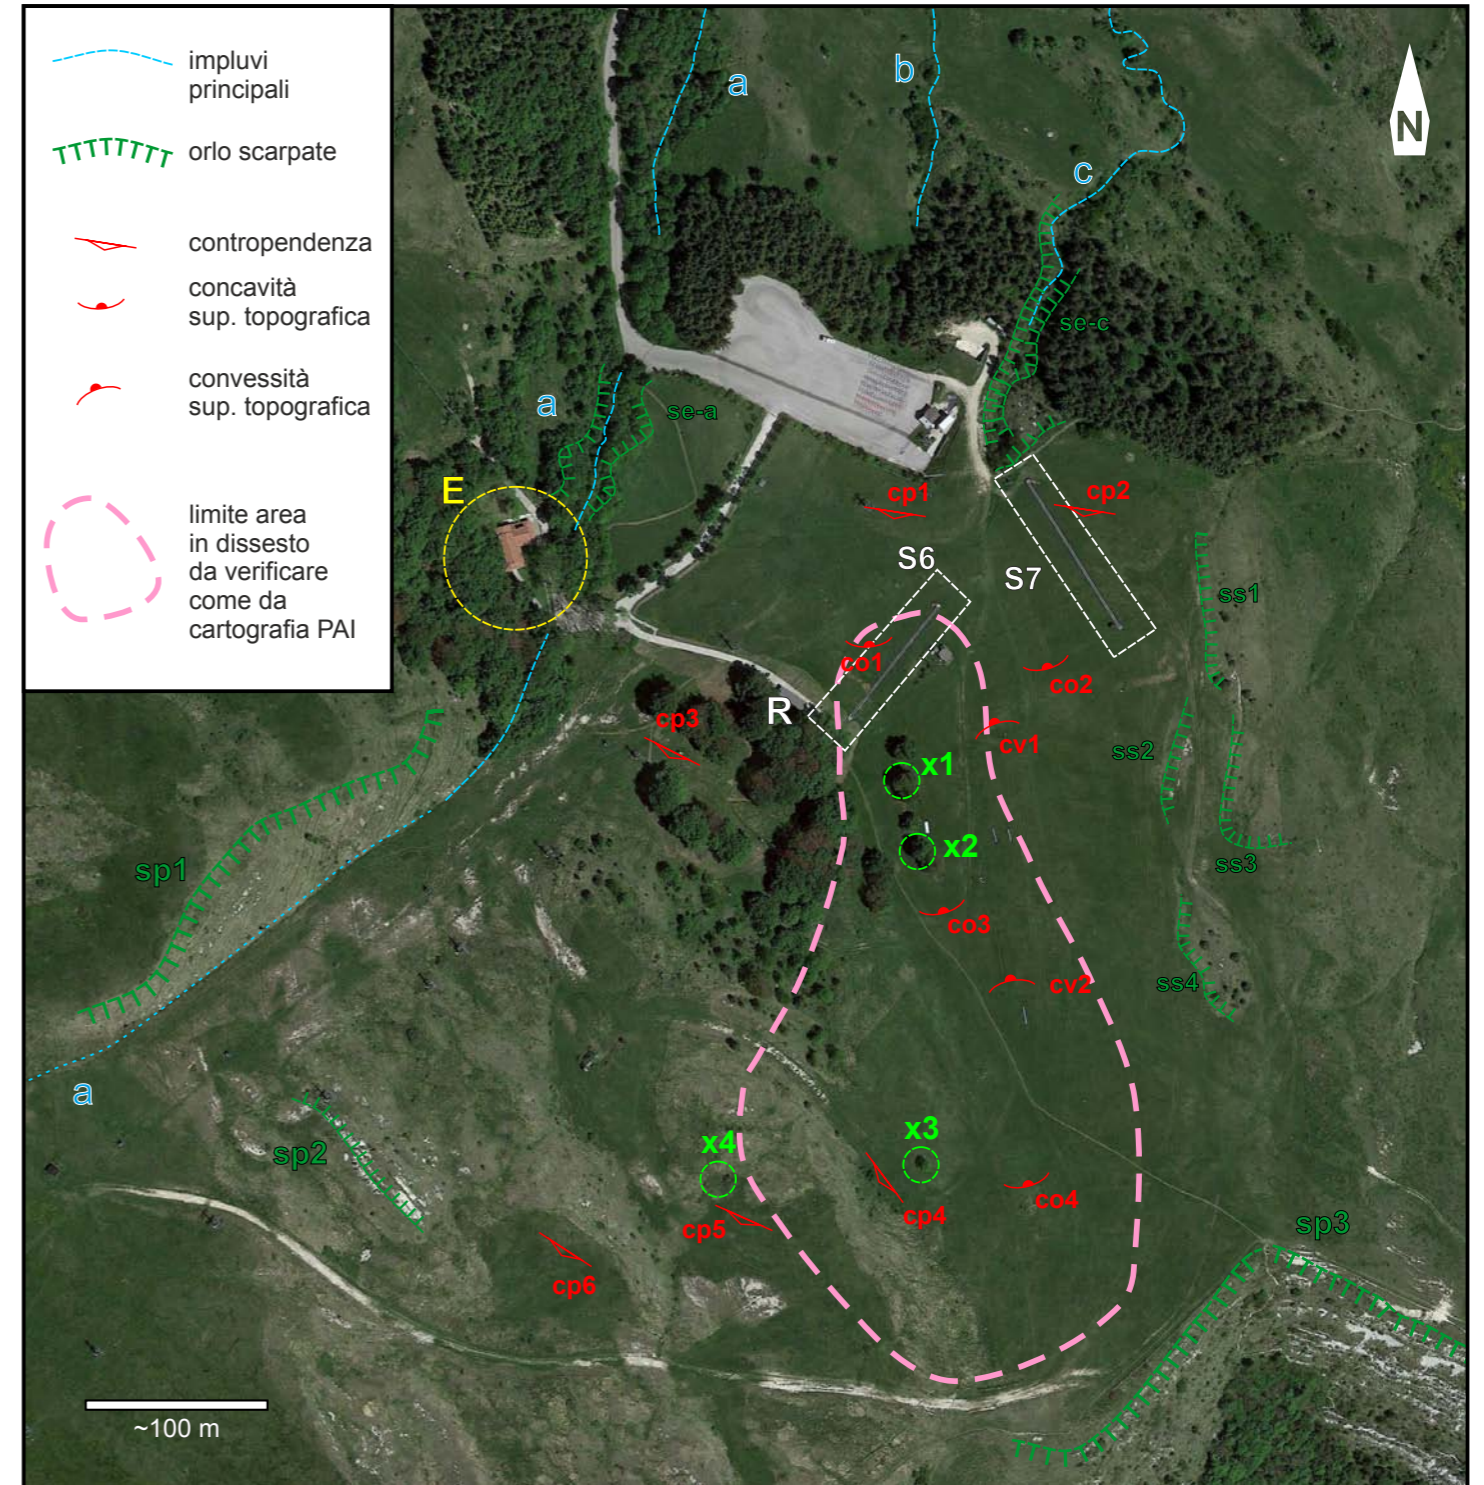 impluvi
principali
orlo scarpate
contropendenza
concavità
sup. topografica
convessità
sup. topografica
limite area
in dissesto
da verificare
come da
cartografia PAI
a
b
c
N
se-c
a
se-a
E
cp1
cp2
S6
S7
ss1
co1
co2
R
cp3
cv1
ss2
x1
x2
ss3
sp1
co3
cv2
ss4
a
x4
x3
sp2
cp5
cp4
co4
sp3
cp6
~100 m